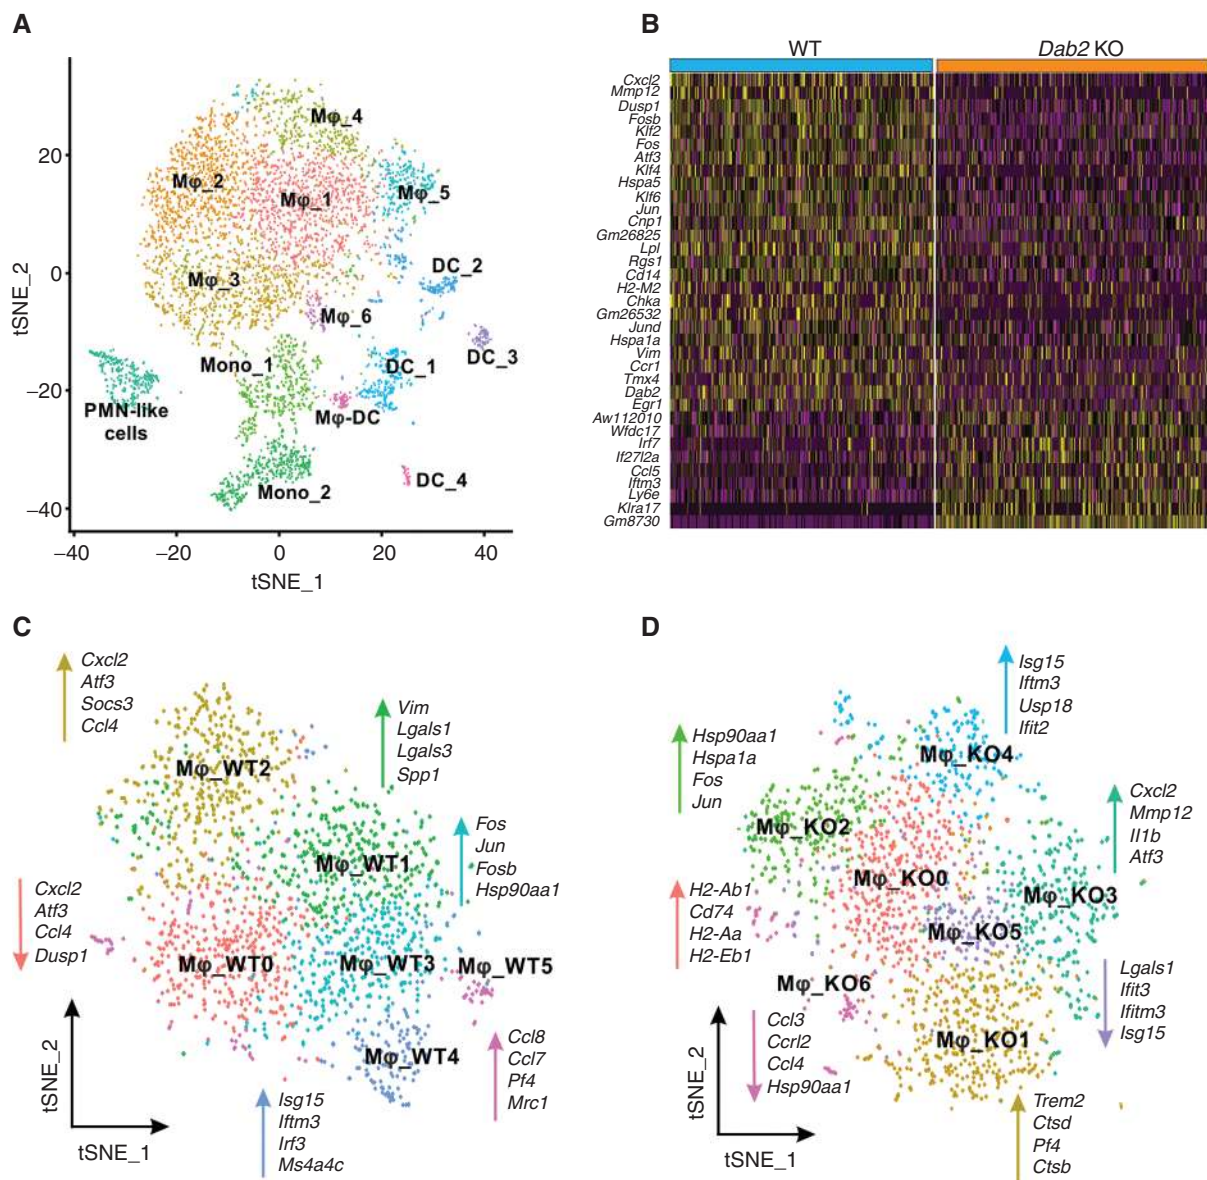 A
20
0
−20
−40
tSNE_2
−40
−20
0
20
40
tSNE_1
Mφ_4
Mφ_2
Mφ_1
Mφ_5
Mφ_3
DC_2
Mφ_6
DC_3
Mono_1
DC_1
PMN-like
cells
Mφ-DC
Mono_2
DC_4
B
WT
Dab2 KO
Cxcl2
Mmp12
Dusp1
Fosb
Klf2
Fos
Atf3
Klf4
Hspa5
Klf6
Jun
Cnp1
Gm26825
Lpl
Rgs1
Cd14
H2-M2
Chka
Gm26532
Jund
Hspa1a
Vim
Ccr1
Tmx4
Dab2
Egr1
Aw112010
Wfdc17
Irf7
If27l2a
Ccl5
Iftm3
Ly6e
Klra17
Gm8730
C
Cxcl2
Atf3
Socs3
Ccl4
Vim
Lgals1
Lgals3
Spp1
Mφ_WT2
Fos
Jun
Fosb
Hsp90aa1
Mφ_WT1
Cxcl2
Atf3
Ccl4
Dusp1
Mφ_WT0
Mφ_WT3
Mφ_WT5
Mφ_WT4
Ccl8
Ccl7
Pf4
Mrc1
Isg15
Iftm3
Irf3
Ms4a4c
tSNE_2
tSNE_1
D
Isg15
Iftm3
Usp18
Ifit2
Hsp90aa1
Hspa1a
Fos
Jun
Mφ_KO4
Cxcl2
Mmp12
Il1b
Atf3
Mφ_KO2
Mφ_KO0
Mφ_KO3
H2-Ab1
Cd74
H2-Aa
H2-Eb1
Mφ_KO5
Mφ_KO6
Lgals1
Ifit3
Ifitm3
Isg15
Ccl3
Ccrl2
Ccl4
Hsp90aa1
Mφ_KO1
Trem2
Ctsd
Pf4
Ctsb
tSNE_2
tSNE_1